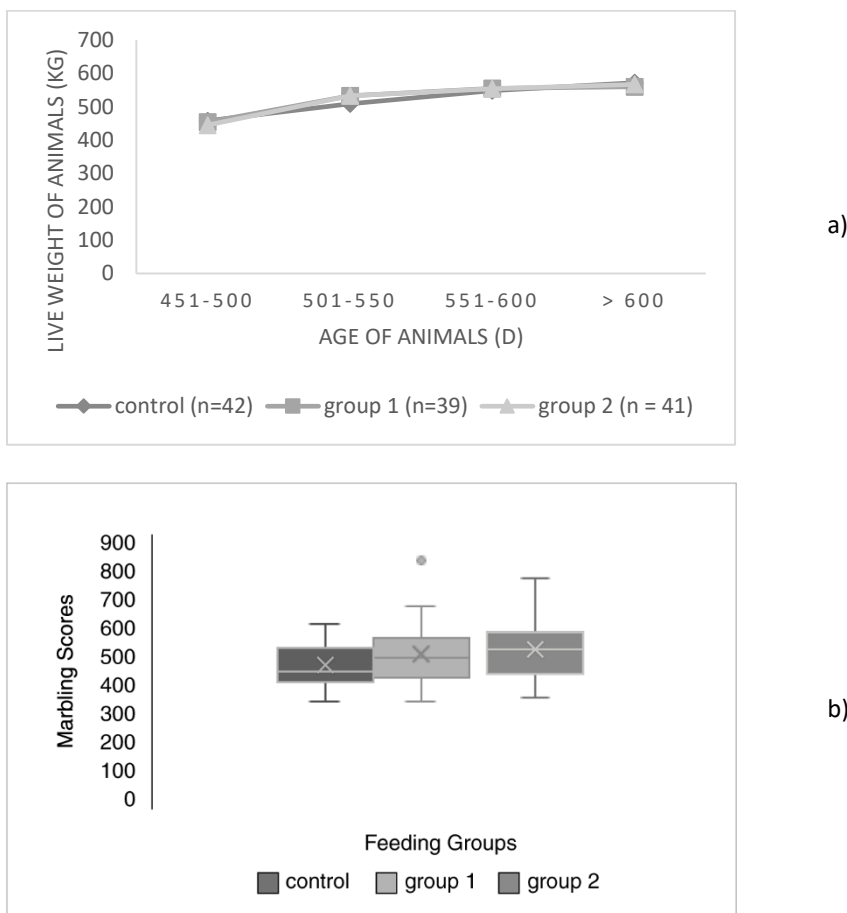 700
600
500
400
300
200
100
0
LIVE WEIGHT OF ANIMALS (KG)
451-500 501-550 551-600 > 600
AGE OF ANIMALS (D)
control (n=42) group 1 (n=39) group 2 (n = 41)
a)
900
800
700
600
500
400
300
200
100
0
Marbling Scores
Feeding Groups
control group 1 group 2
b)